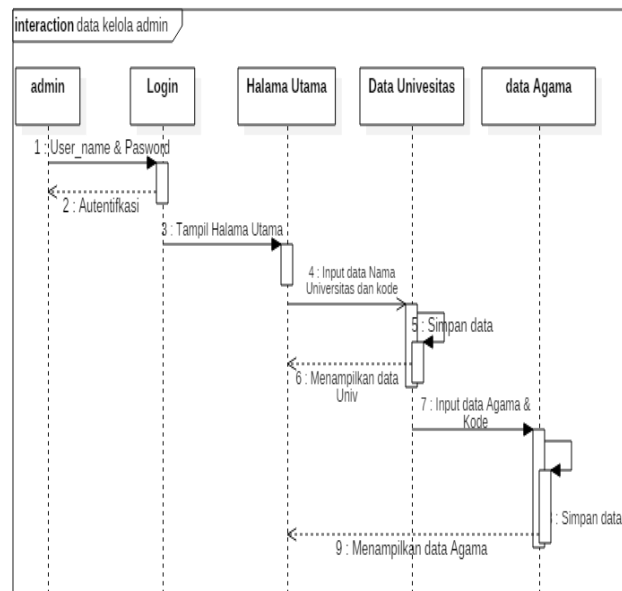 interaction data kelola admin
admin
Login
Halama Utama
Data Univesitas
data Agama
1 : User_name & Pasword
2 : Autentifkasi
3 : Tampil Halama Utama
4 : Input data Nama
Universitas dan kode
5 : Simpan data
6 : Menampilkan data
Univ
7 : Input data Agama &
Kode
: Simpan data
9 : Menampilkan data Agama